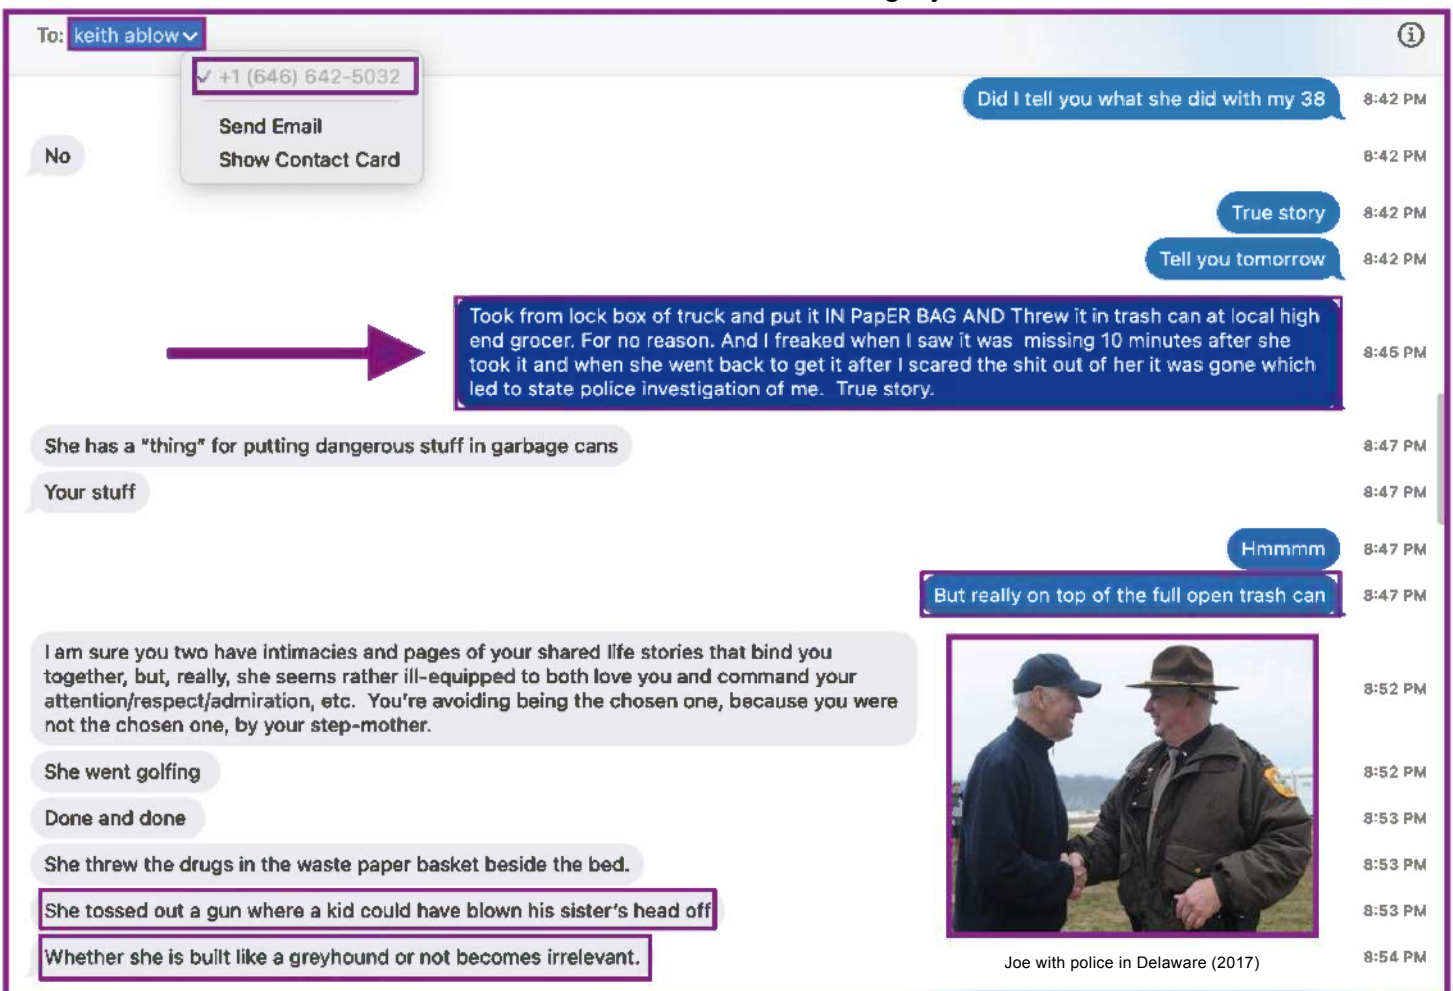 To: keith ablow
✓ +1 (646) 642-5032
Send Email
Show Contact Card
Did I tell you what she did with my 38
8:42 PM
No
8:42 PM
True story
8:42 PM
Tell you tomorrow
8:42 PM
Took from lock box of truck and put it IN PapER BAG AND Threw it in trash can at local high
end grocer. For no reason. And I freaked when I saw it was missing 10 minutes after she
took it and when she went back to get it after I scared the shit out of her it was gone which
led to state police investigation of me. True story.
8:45 PM
She has a "thing" for putting dangerous stuff in garbage cans
8:47 PM
Your stuff
8:47 PM
Hmmmm
8:47 PM
But really on top of the full open trash can
8:47 PM
I am sure you two have intimacies and pages of your shared life stories that bind you
together, but, really, she seems rather ill-equipped to both love you and command your
attention/respect/admiration, etc. You're avoiding being the chosen one, because you were
not the chosen one, by your step-mother.
8:52 PM
She went golfing
8:52 PM
Done and done
8:53 PM
She threw the drugs in the waste paper basket beside the bed.
8:53 PM
She tossed out a gun where a kid could have blown his sister's head off
8:53 PM
Whether she is built like a greyhound or not becomes irrelevant.
8:54 PM
Joe with police in Delaware (2017)